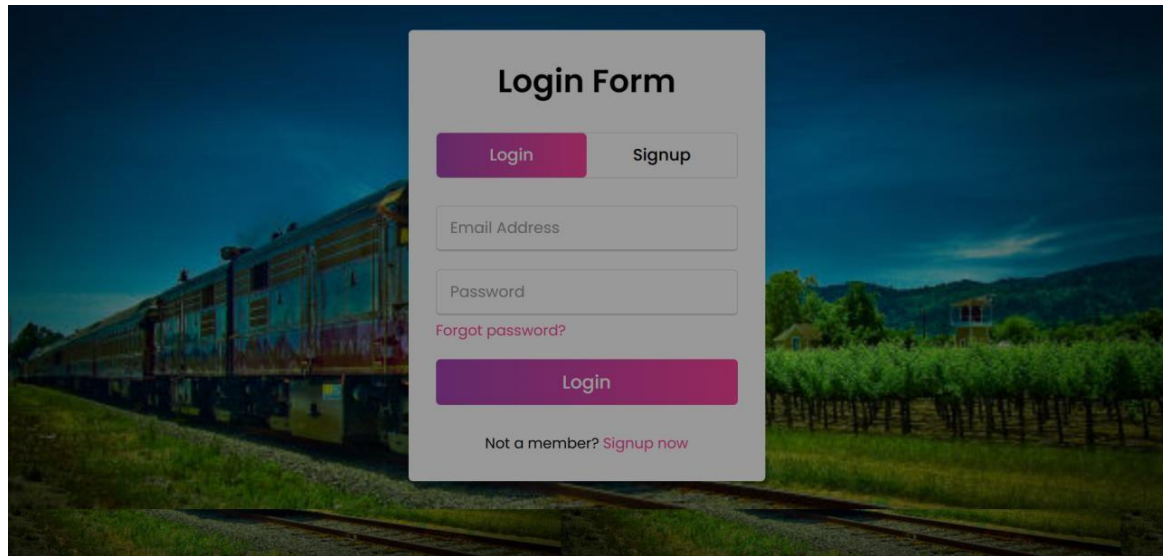 Login Form
Login Signup
Email Address
Password
Forgot password?
Login
Not a member? Signup now